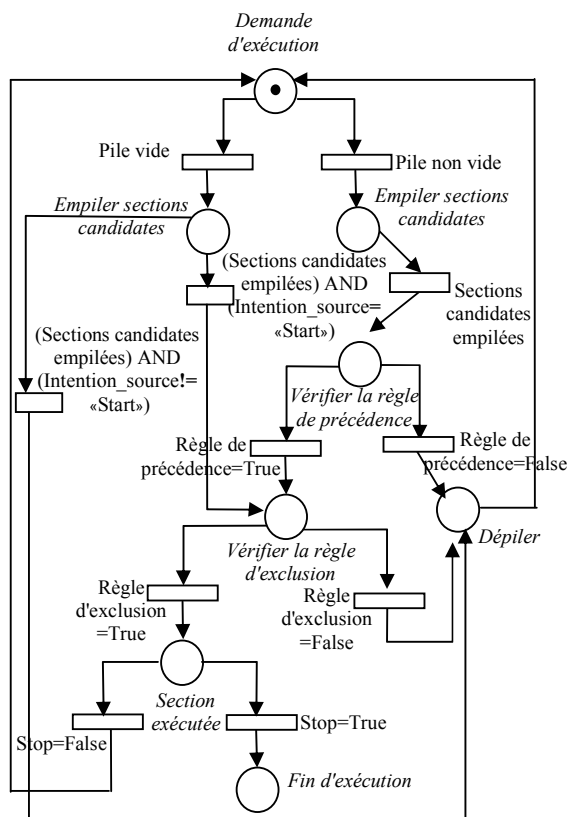 Demande
d'exécution
Pile vide
Pile non vide
Empiler sections
candidates
Empiler sections
candidates
(Sections candidates
empilées) AND
(Intention_source=
«Start»)
Sections
candidates
empilées
(Sections candidates
empilées) AND
(Intention_source!=
«Start»)
Vérifier la règle
de précédence
Règle de
précédence=True
Règle de
précédence=False
Vérifier la règle
d'exclusion
Dépiler
Règle
d'exclusion
=True
Règle
d'exclusion
=False
Section
exécutée
Stop=False
Stop=True
Fin d'exécution